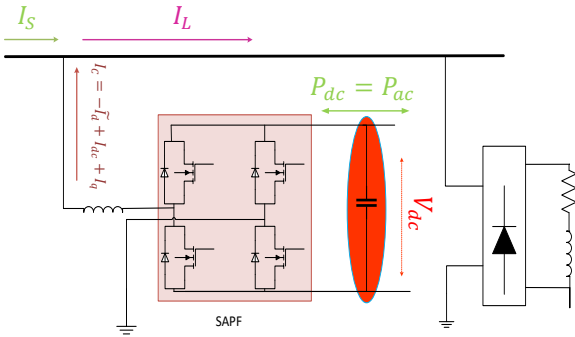 I_S
I_L
I_C = -Ĩ_d + I_dc + I_q
P_dc = P_ac
V_dc
SAPF